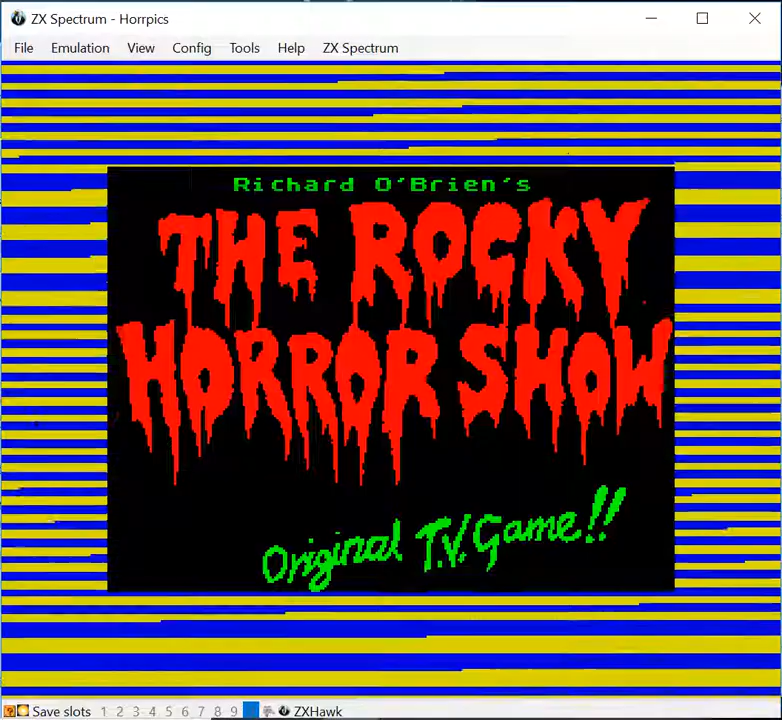 ZX Spectrum - Horrpics
File Emulation View Config Tools Help ZX Spectrum
Richard O'Brien's
THE ROCKY
HORROR SHOW
Original T.V. Game!!
Save slots 1 2 3 4 5 6 7 8 9 ZXHawk